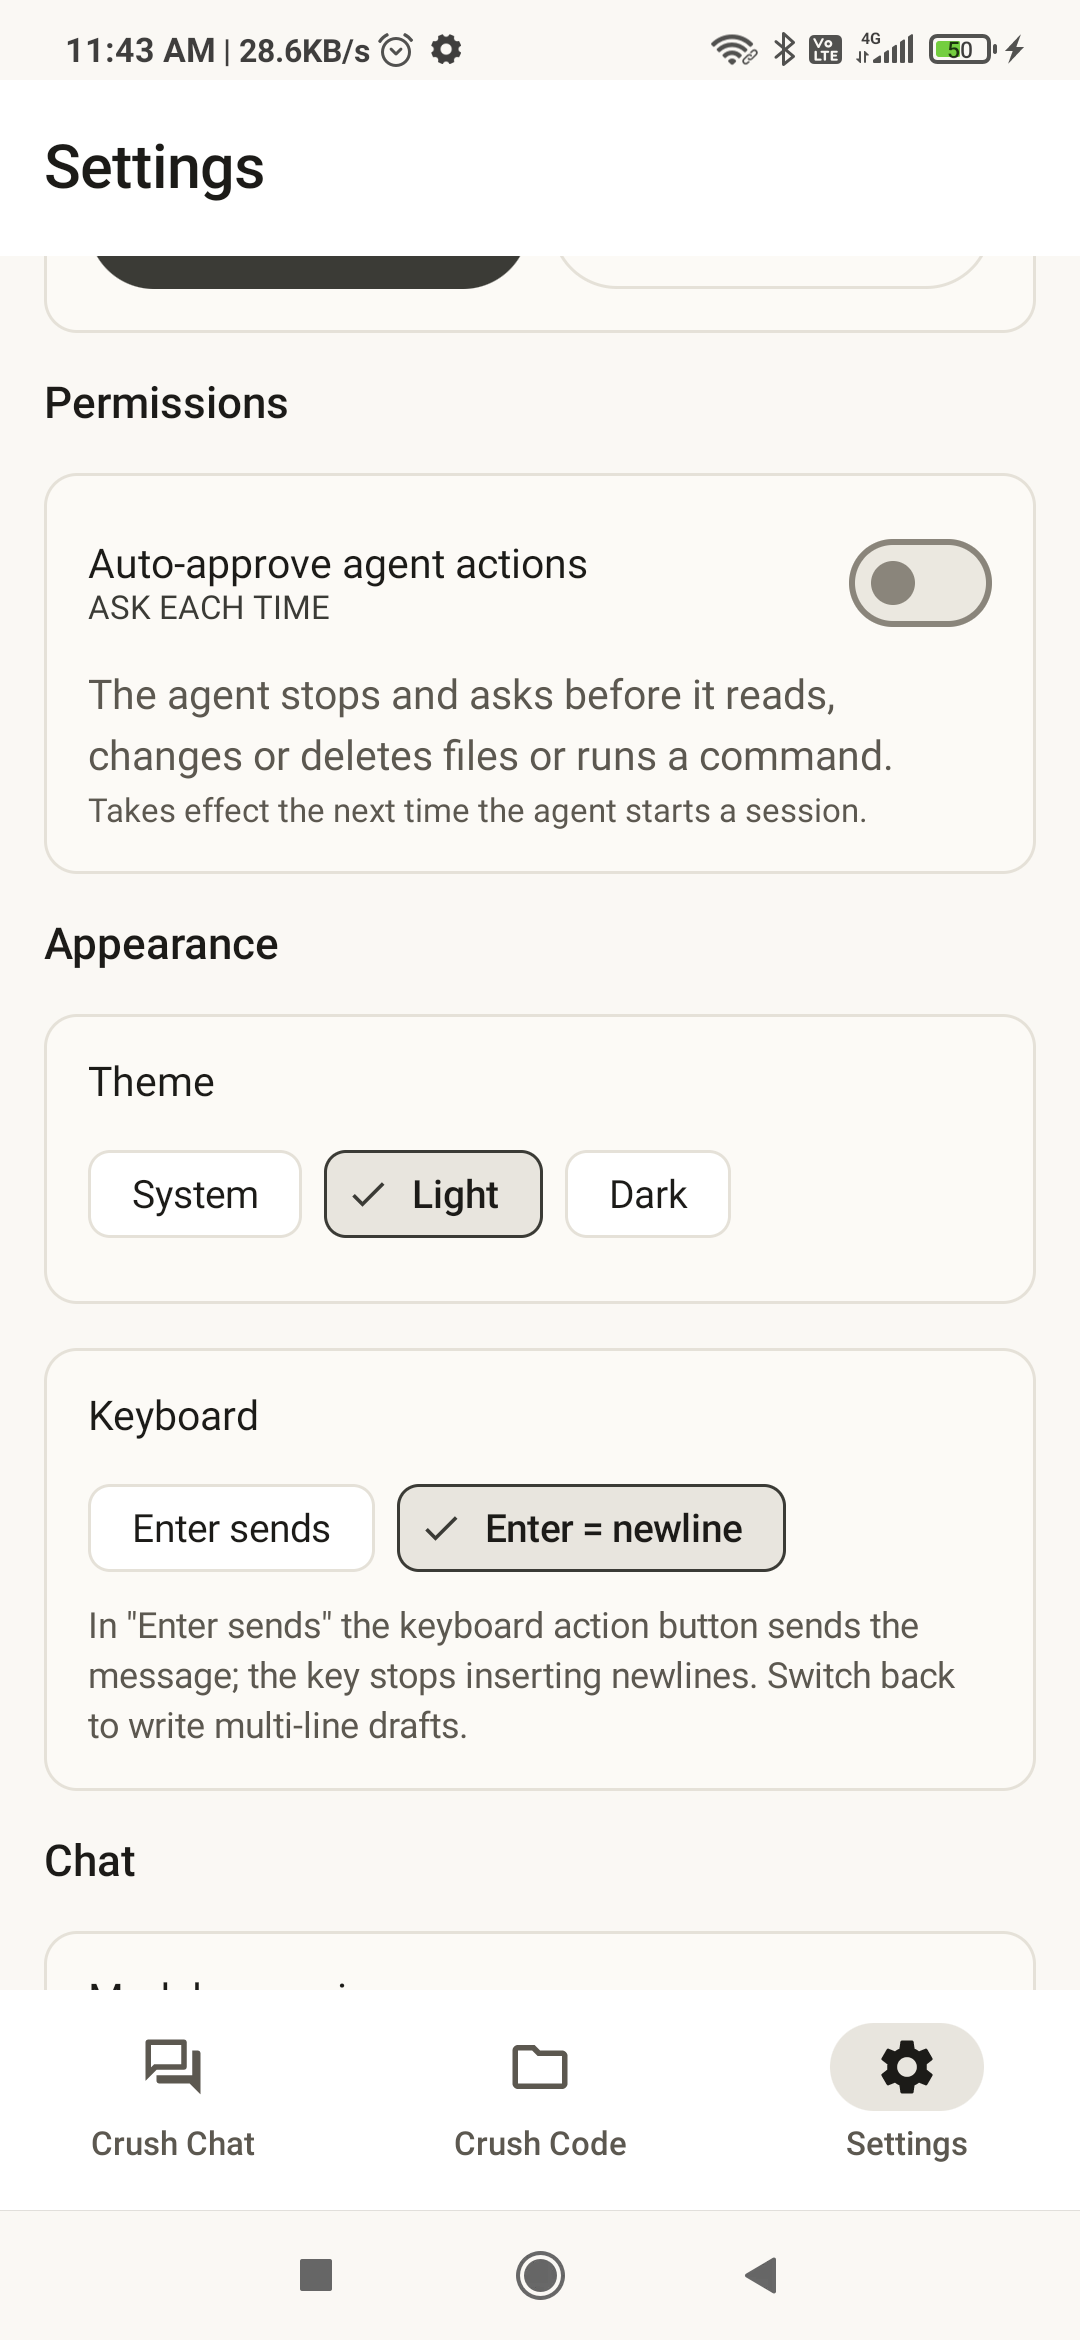 11:43 AM | 28.6KB/s
Vo LTE
4G
50
Settings
Permissions
Auto-approve agent actions
ASK EACH TIME
The agent stops and asks before it reads,
changes or deletes files or runs a command.
Takes effect the next time the agent starts a session.
Appearance
Theme
System
Light
Dark
Keyboard
Enter sends
Enter = newline
In "Enter sends" the keyboard action button sends the
message; the key stops inserting newlines. Switch back
to write multi-line drafts.
Chat
Crush Chat
Crush Code
Settings